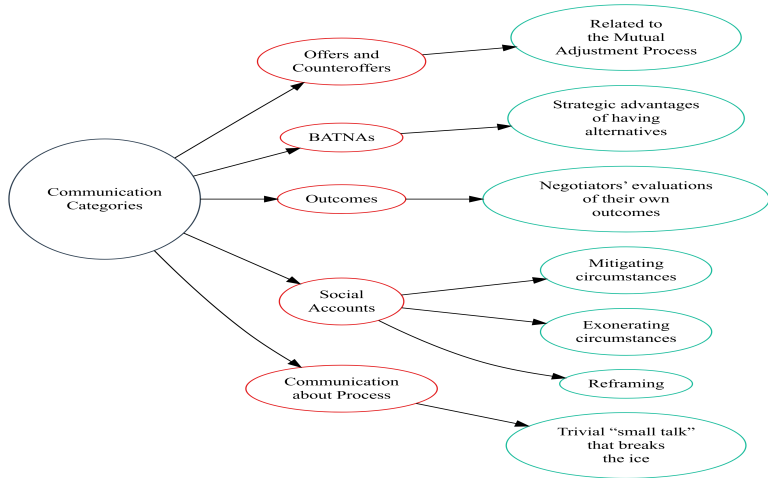 Communication
Categories
Offers and
Counteroffers
Related to
the Mutual
Adjustment Process
BATNAs
Strategic advantages
of having
alternatives
Outcomes
Negotiators’ evaluations
of their own
outcomes
Social
Accounts
Mitigating
circumstances
Exonerating
circumstances
Reframing
Communication
about Process
Trivial “small talk”
that breaks
the ice